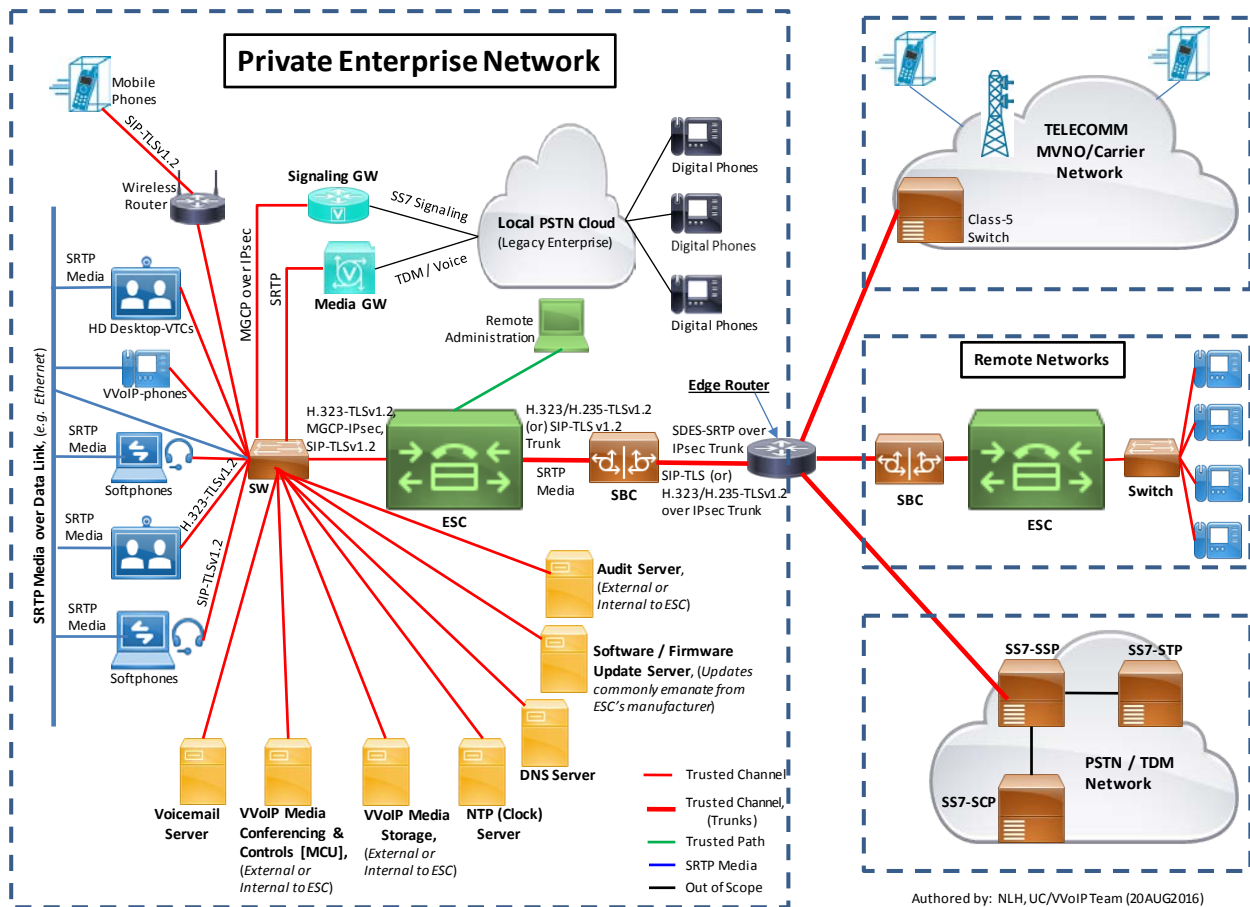 Private Enterprise Network
Mobile
Phones
SIP-TLSv1.2
Wireless
Router
Signaling GW
SS7 Signaling
Local PSTN Cloud
(Legacy Enterprise)
TDM / Voice
Media GW
MGCP over IPsec
SRTP
Digital Phones
Digital Phones
Digital Phones
Remote
Administration
SRTP Media over Data Link, (e.g. Ethernet)
SRTP
Media
HD Desktop-VTCs
VVoIP-phones
SRTP
Media
Softphones
H.323-TLSv1.2
SRTP
Media
SIP-TLSv1.2
SRTP
Media
Softphones
SW
H.323-TLSv1.2,
MGCP-IPsec,
SIP-TLSv1.2
ESC
H.323/H.235-TLSv1.2
(or) SIP-TLS v1.2
Trunk
SRTP
Media
SBC
Edge Router
SDES-SRTP over
IPsec Trunk
SIP-TLS (or)
H.323/H.235-TLSv1.2
over IPsec Trunk
Audit Server,
(External or
Internal to ESC)
Software / Firmware
Update Server, (Updates
commonly emanate from
ESC's manufacturer)
DNS Server
NTP (Clock)
Server
VVoIP Media
Storage,
(External or
Internal to ESC)
VVoIP Media
Conferencing &
Controls [MCU],
(External or
Internal to ESC)
Voicemail
Server
Trusted Channel
Trusted Channel,
(Trunks)
Trusted Path
SRTP Media
Out of Scope
TELECOMM
MVNO/Carrier
Network
Class-5
Switch
Remote Networks
SBC
ESC
Switch
SS7-SSP
SS7-STP
PSTN / TDM
Network
SS7-SCP
Authored by: NLH, UC/VVoIP Team (20AUG2016)
V
V